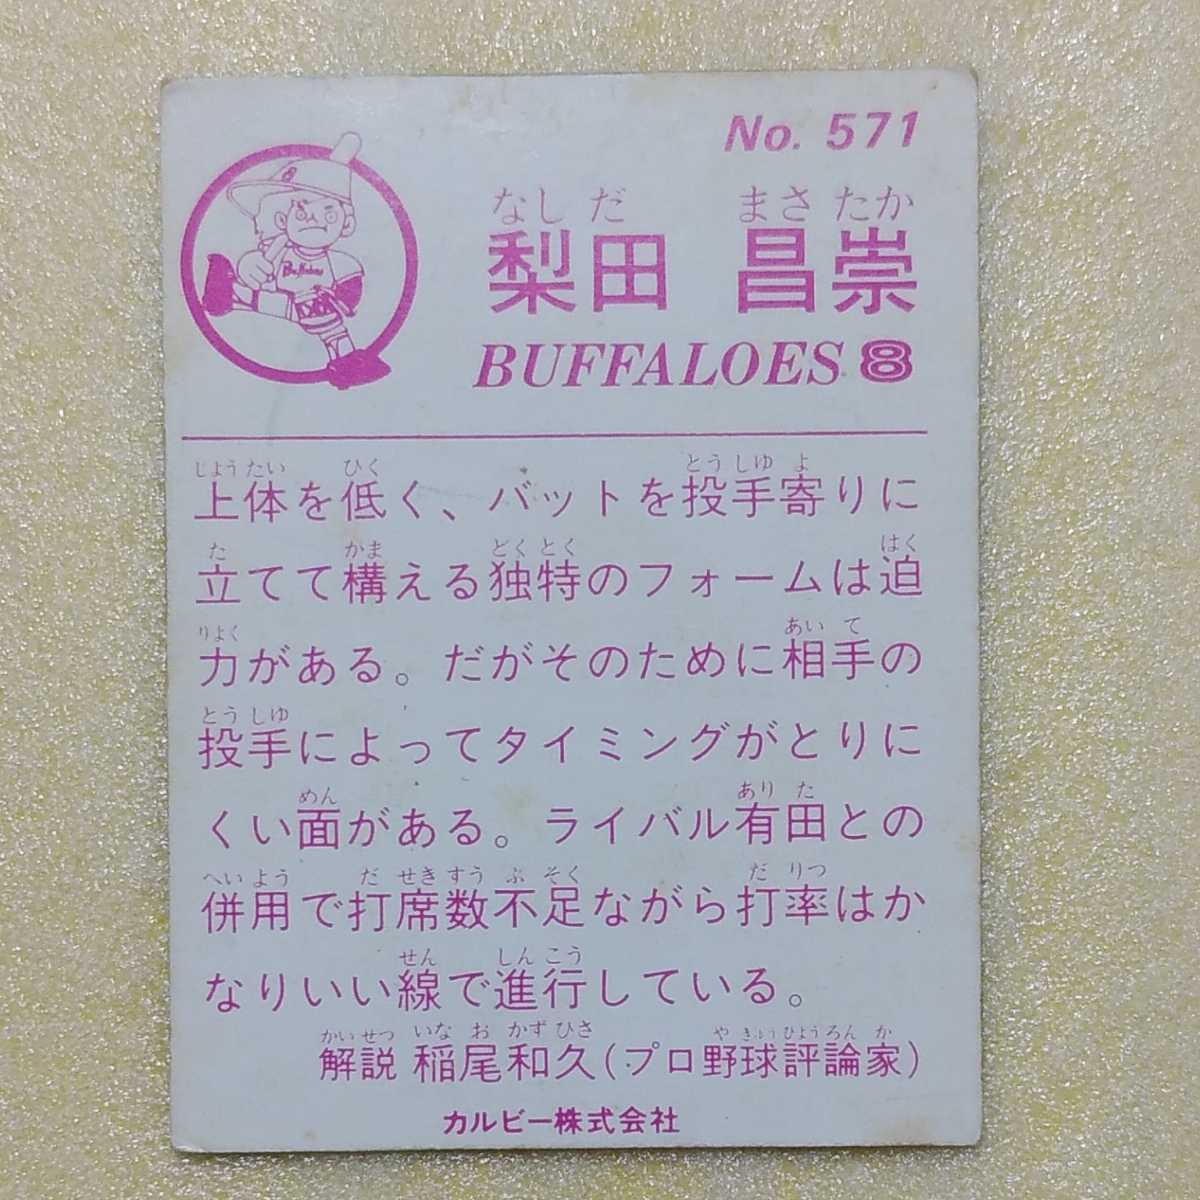 No. 571
なし だ まさ たか
梨田 昌崇
BUFFALOES 8
じょうたい ひく とうしゆ よ
上体を低く、バットを投手寄りに
た かま どくとく はく
立てて構える独特のフォームは迫
りよく あい て
力がある。だがそのために相手の
とうしゆ
投手によってタイミングがとりに
めん あり た
くい面がある。ライバル有田との
へいよう だ せきすう ぶ そく だ りつ
併用で打席数不足ながら打率はか
せん しんこう
なりいい線で進行している。
かいせつ いな お かずひさ や きゆうひょうろん か
解説 稲尾和久(プロ野球評論家)
カルビー株式会社